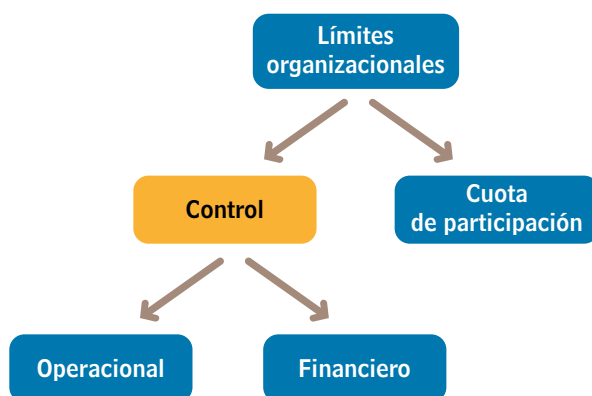 Límites
organizacionales
Control
Cuota
de participación
Operacional
Financiero